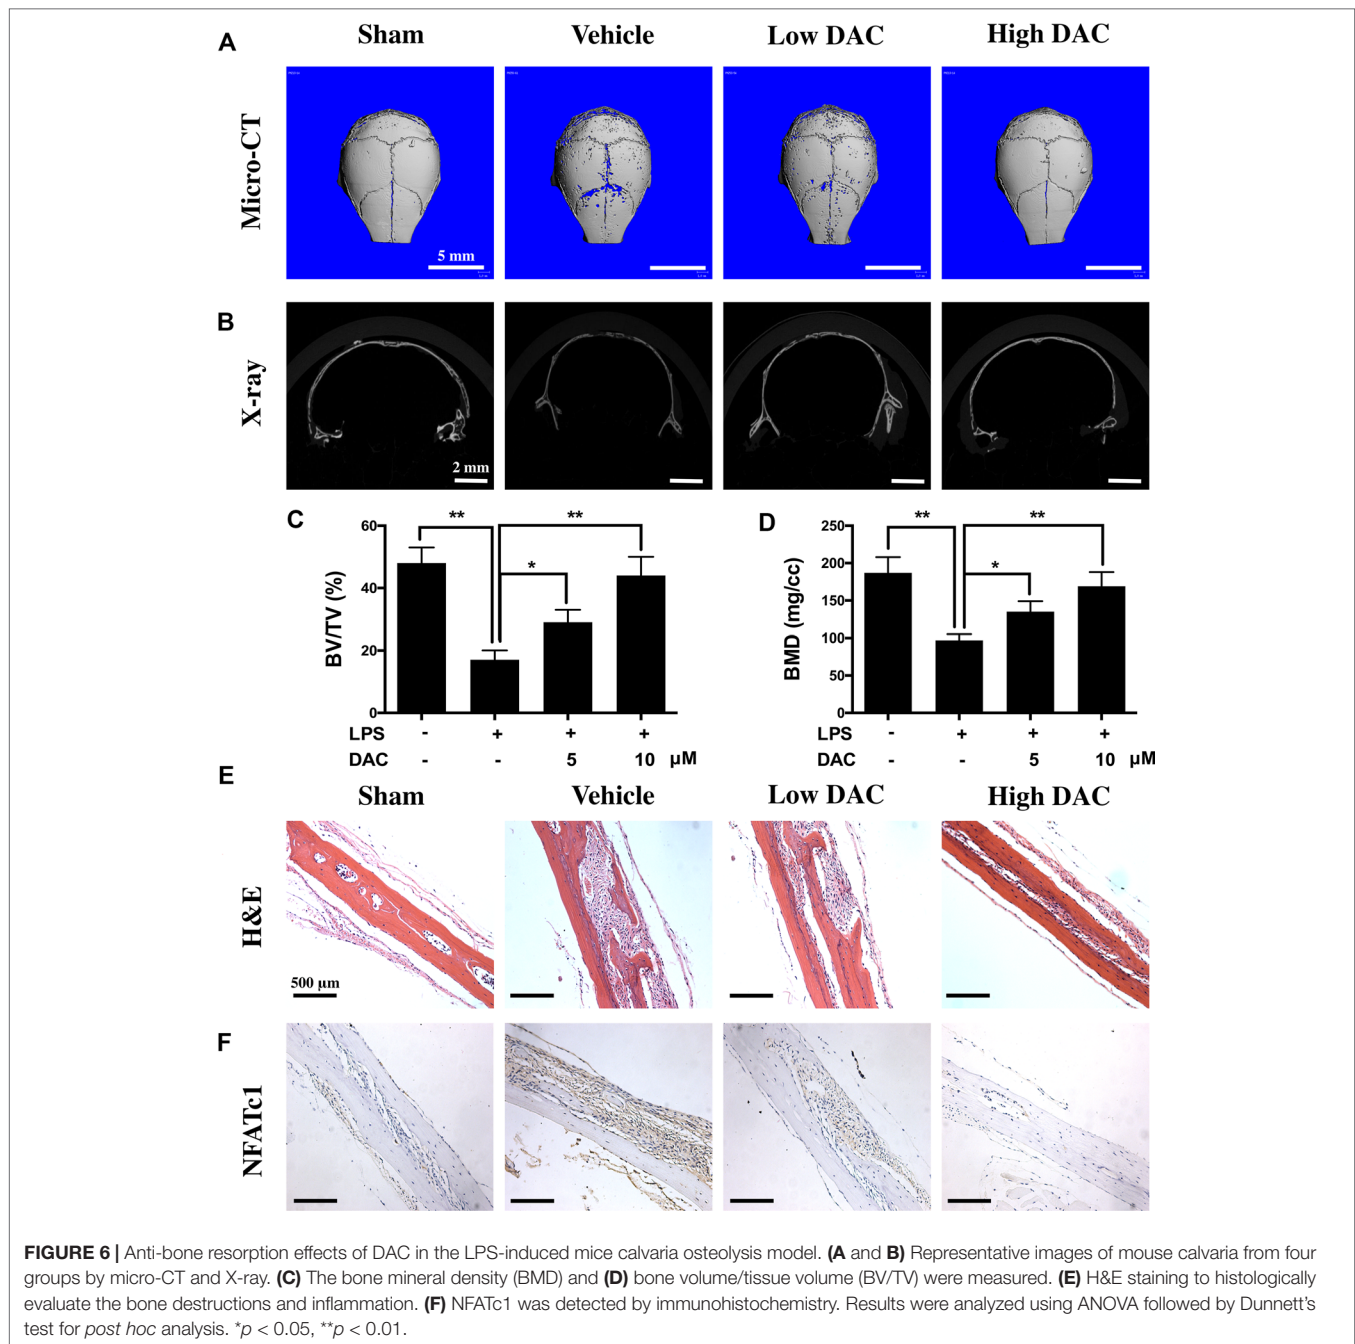 A
Sham
Vehicle
Low DAC
High DAC
Micro-CT
5 mm
B
X-ray
2 mm
C
BV/TV (%)
60
40
20
0
**
**
*
LPS - + + +
DAC - - 5 10 µM
D
BMD (mg/cc)
250
200
150
100
50
0
**
**
*
LPS - + + +
DAC - - 5 10 µM
E
Sham
Vehicle
Low DAC
High DAC
H&E
500 µm
F
NFATc1
FIGURE 6 | Anti-bone resorption effects of DAC in the LPS-induced mice calvaria osteolysis model. (A and B) Representative images of mouse calvaria from four
groups by micro-CT and X-ray. (C) The bone mineral density (BMD) and (D) bone volume/tissue volume (BV/TV) were measured. (E) H&E staining to histologically
evaluate the bone destructions and inflammation. (F) NFATc1 was detected by immunohistochemistry. Results were analyzed using ANOVA followed by Dunnett's
test for post hoc analysis. *p < 0.05, **p < 0.01.